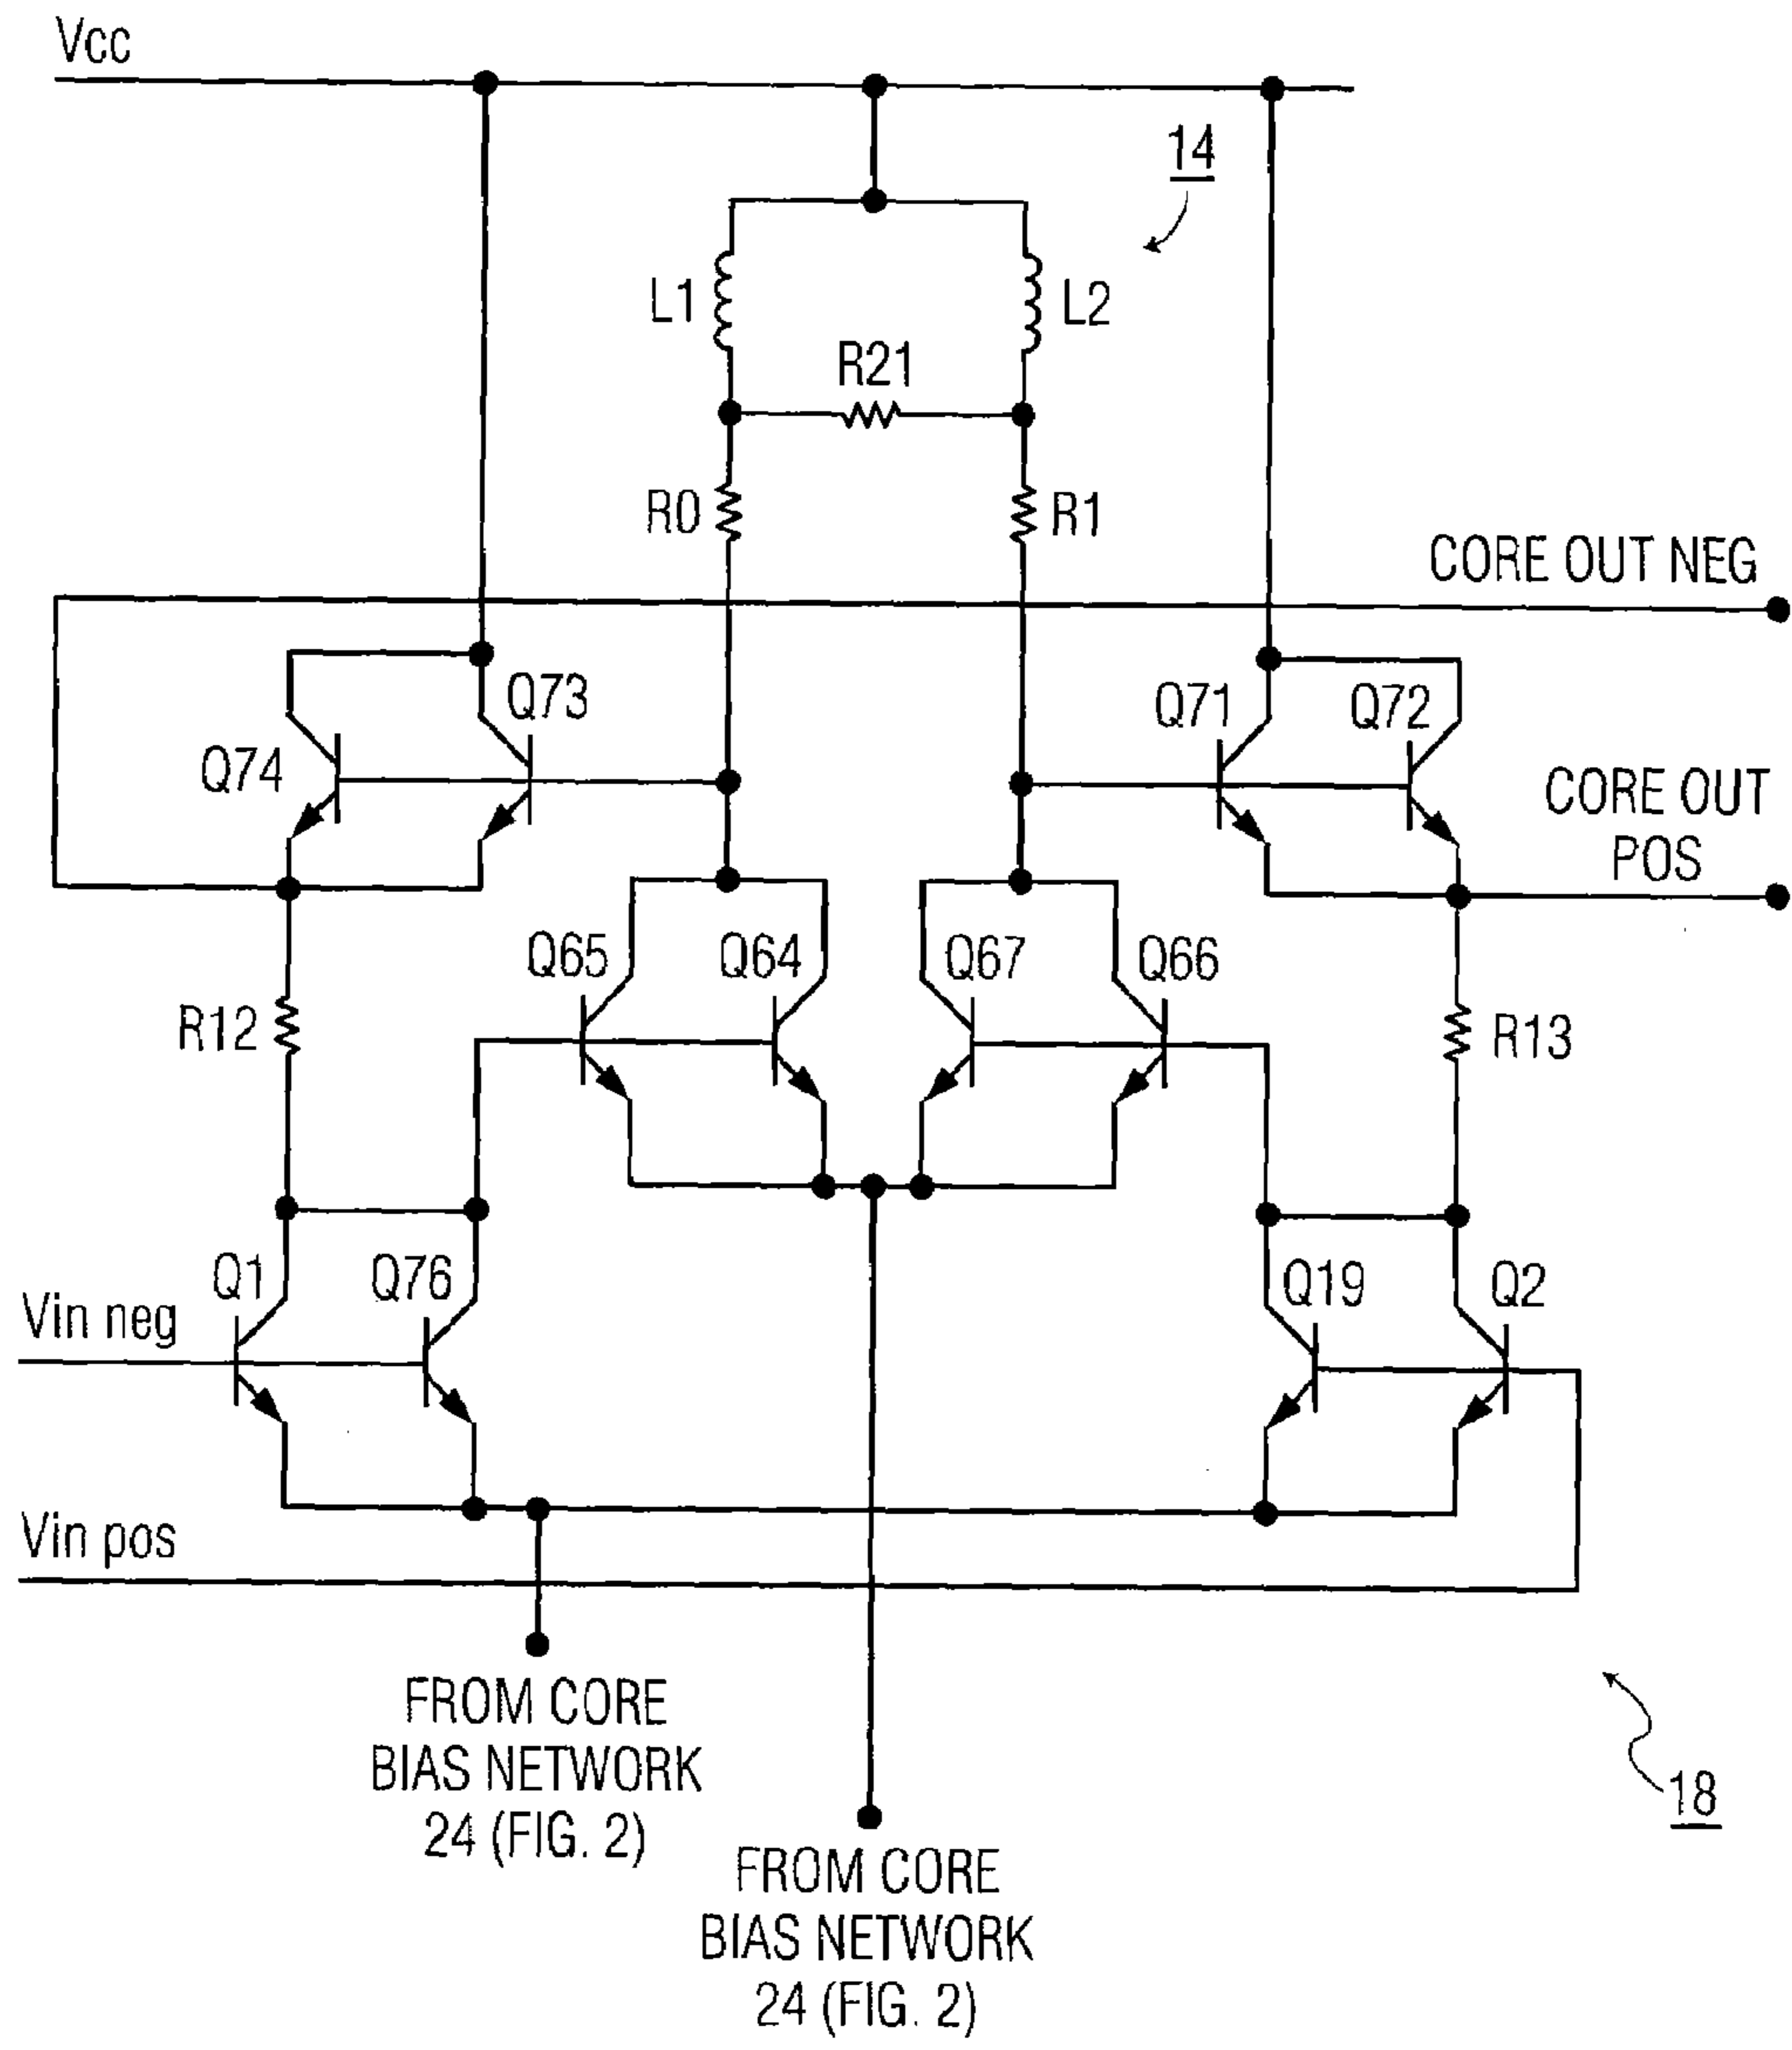 Vcc
14
L1
L2
R21
R0
R1
CORE OUT NEG
Q73
Q71
Q72
Q74
CORE OUT
POS
Q65
Q64
Q67
Q66
R12
R13
Q1
Q76
Q19
Q2
Vin neg
Vin pos
FROM CORE
BIAS NETWORK
24 (FIG. 2)
18
FROM CORE
BIAS NETWORK
24 (FIG. 2)